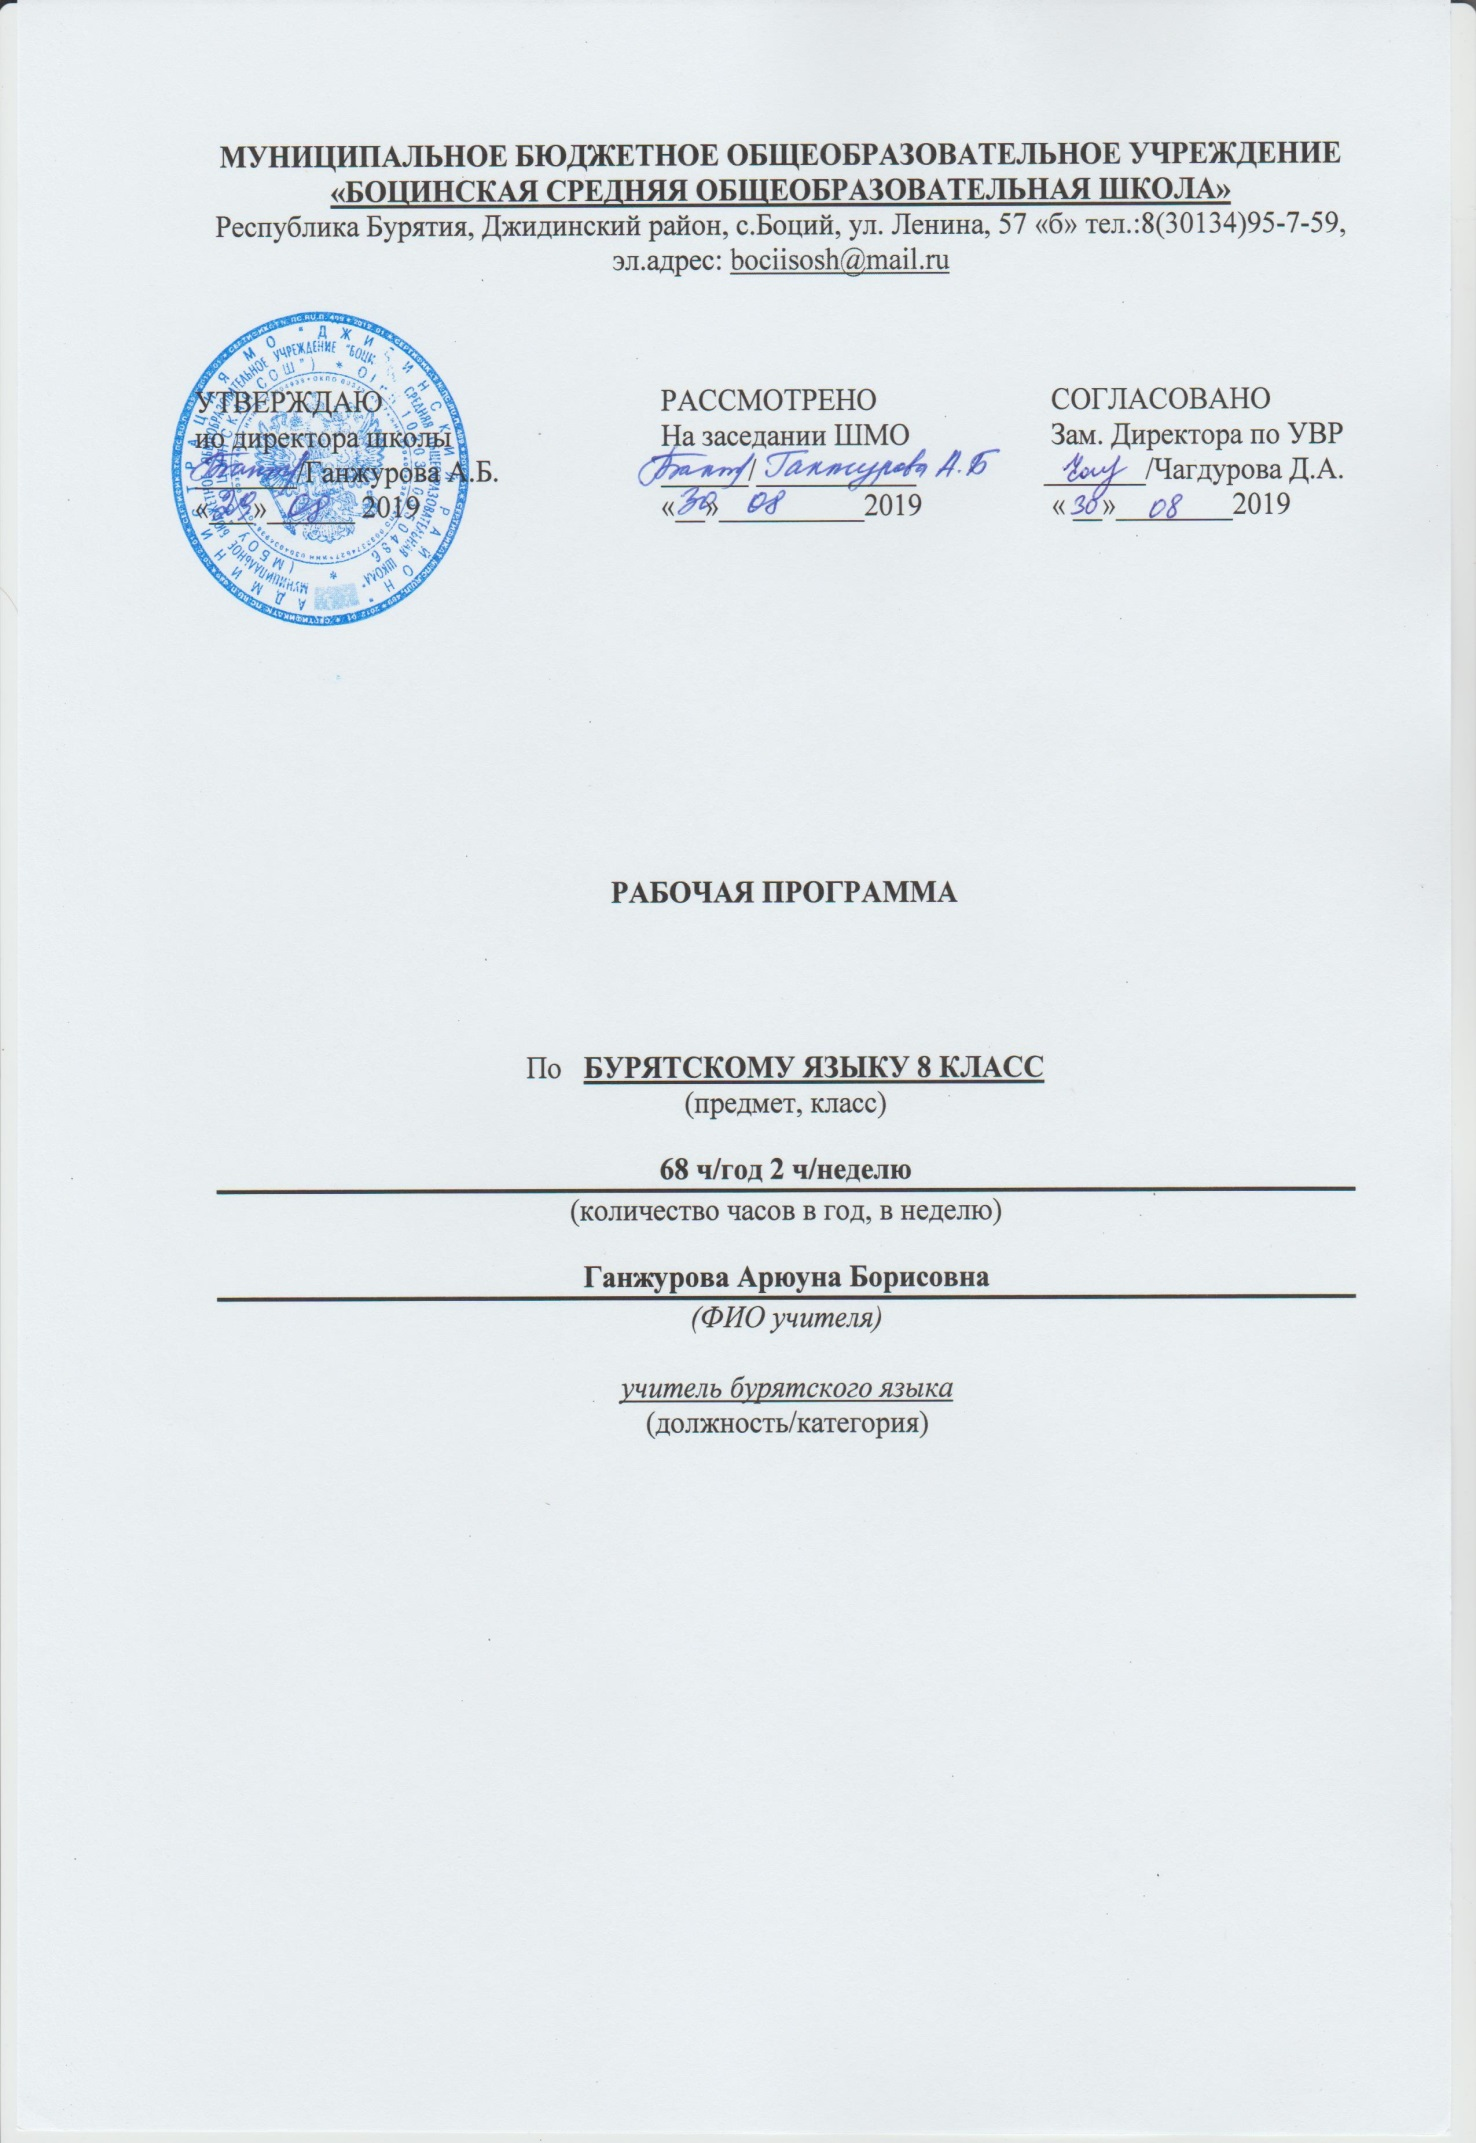 МУНИЦИПАЛЬНОЕ БЮДЖЕТНОЕ ОБЩЕОБРАЗОВАТЕЛЬНОЕ УЧРЕЖДЕНИЕ
«БОЦИНСКАЯ СРЕДНЯЯ ОБЩЕОБРАЗОВАТЕЛЬНАЯ ШКОЛА»
Республика Бурятия, Джидинский район, с.Боций, ул. Ленина, 57 «б» тел.:8(30134)95-7-59,
эл.адрес: bociisosh@mail.ru
УТВЕРЖДАЮ
ио директора школы
/Ганжурова А.Б.
«__» 08 2019
РАССМОТРЕНО
На заседании ШМО
/ Ганжурова А.Б
«30» 08 2019
СОГЛАСОВАНО
Зам. Директора по УВР
/Чагдурова Д.А.
«30» 08 2019
РАБОЧАЯ ПРОГРАММА
По БУРЯТСКОМУ ЯЗЫКУ 8 КЛАСС
(предмет, класс)
68 ч/год 2 ч/неделю
(количество часов в год, в неделю)
Ганжурова Арюуна Борисовна
(ФИО учителя)
учитель бурятского языка
(должность/категория)